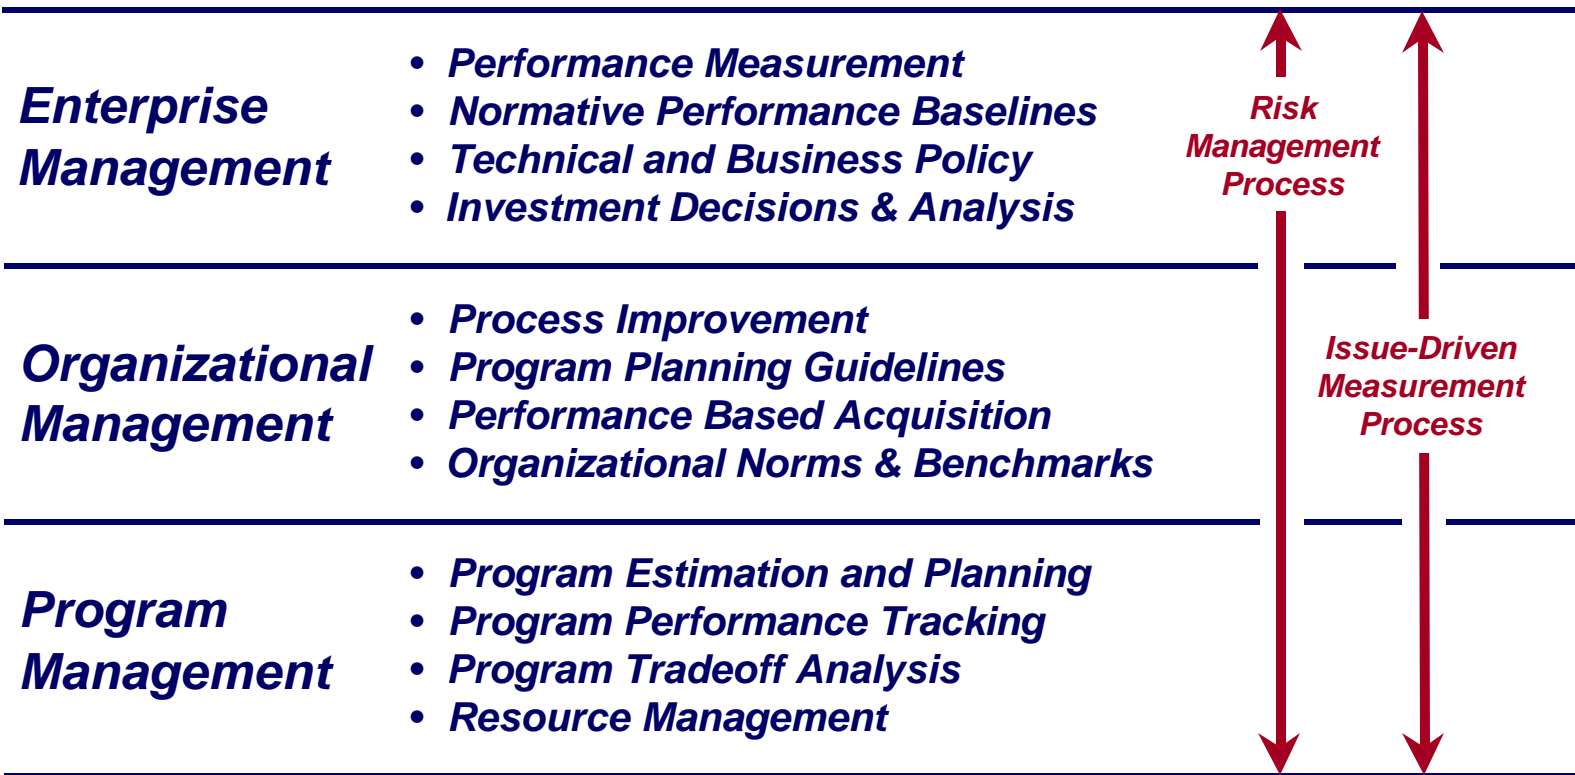 Enterprise
Management
• Performance Measurement
• Normative Performance Baselines
• Technical and Business Policy
• Investment Decisions & Analysis
Risk
Management
Process
Organizational
Management
• Process Improvement
• Program Planning Guidelines
• Performance Based Acquisition
• Organizational Norms & Benchmarks
Issue-Driven
Measurement
Process
Program
Management
• Program Estimation and Planning
• Program Performance Tracking
• Program Tradeoff Analysis
• Resource Management